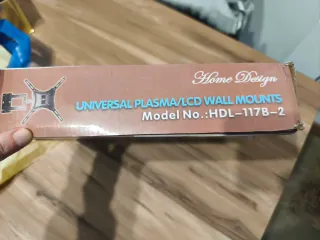 Home Design
UNIVERSAL PLASMA/LCD WALL MOUNTS
Model No.:HDL-117B-2